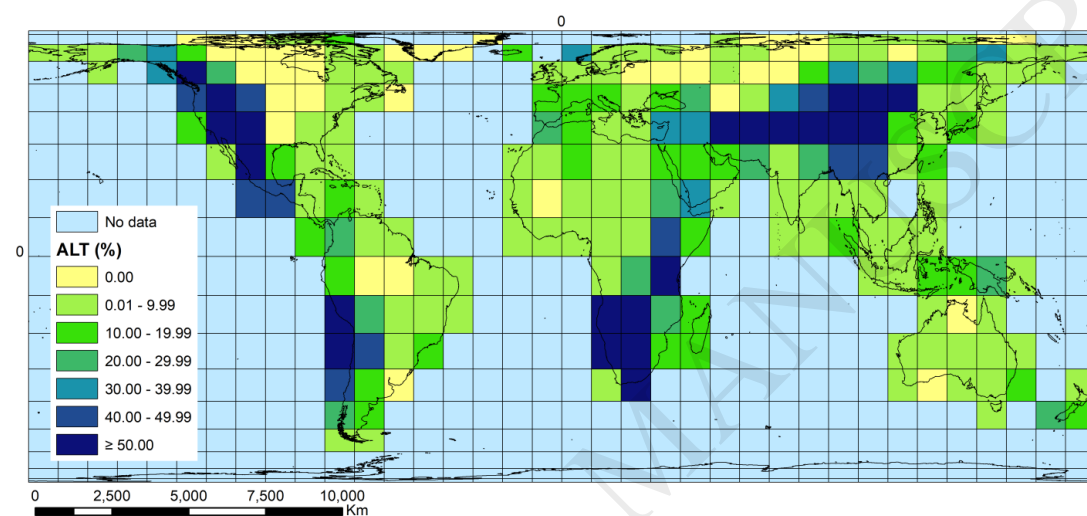 0
0
No data
ALT (%)
0.00
0.01 - 9.99
10.00 - 19.99
20.00 - 29.99
30.00 - 39.99
40.00 - 49.99
≥ 50.00
0 2,500 5,000 7,500 10,000
Km
MANUSCR